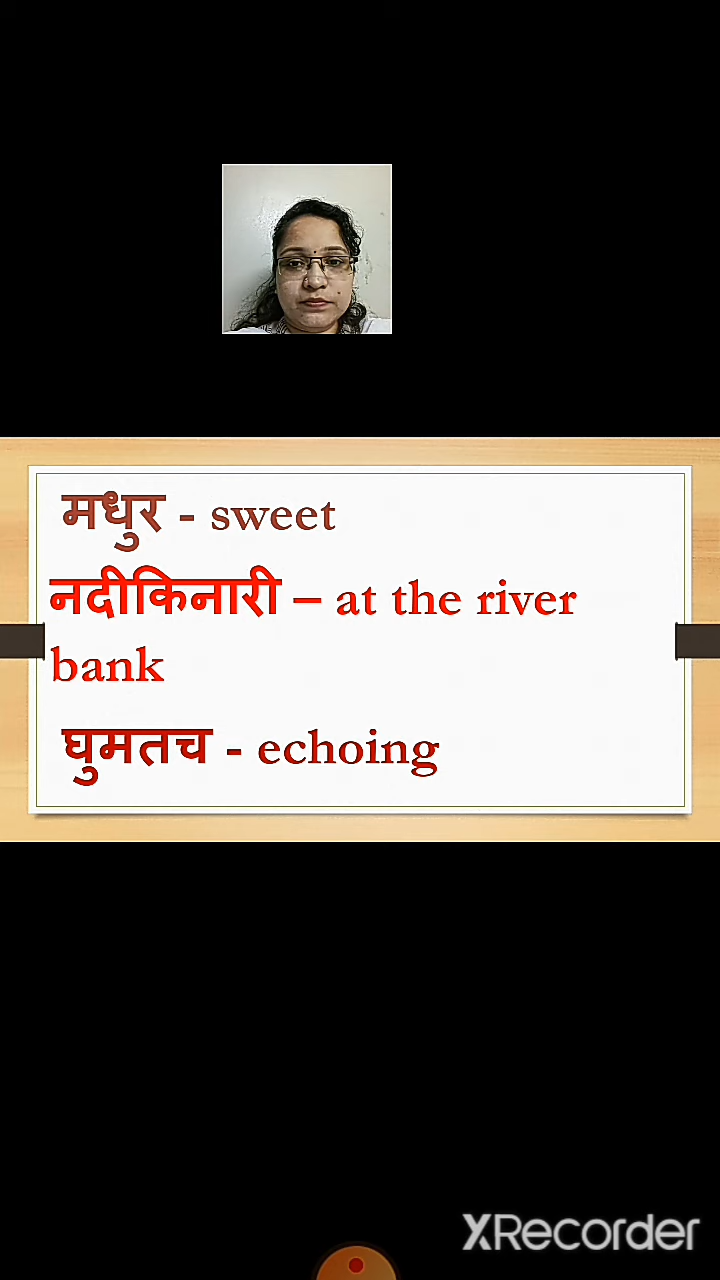 मधुर - sweet
नदीकिनारी – at the river
bank
घुमतच - echoing
XRecorder